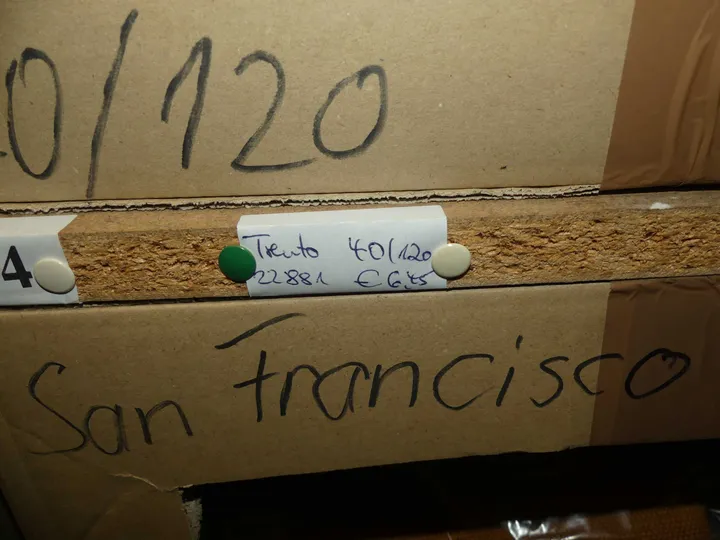 0/120
4
Trento 40/120
22881 € 6,45
San Francisco